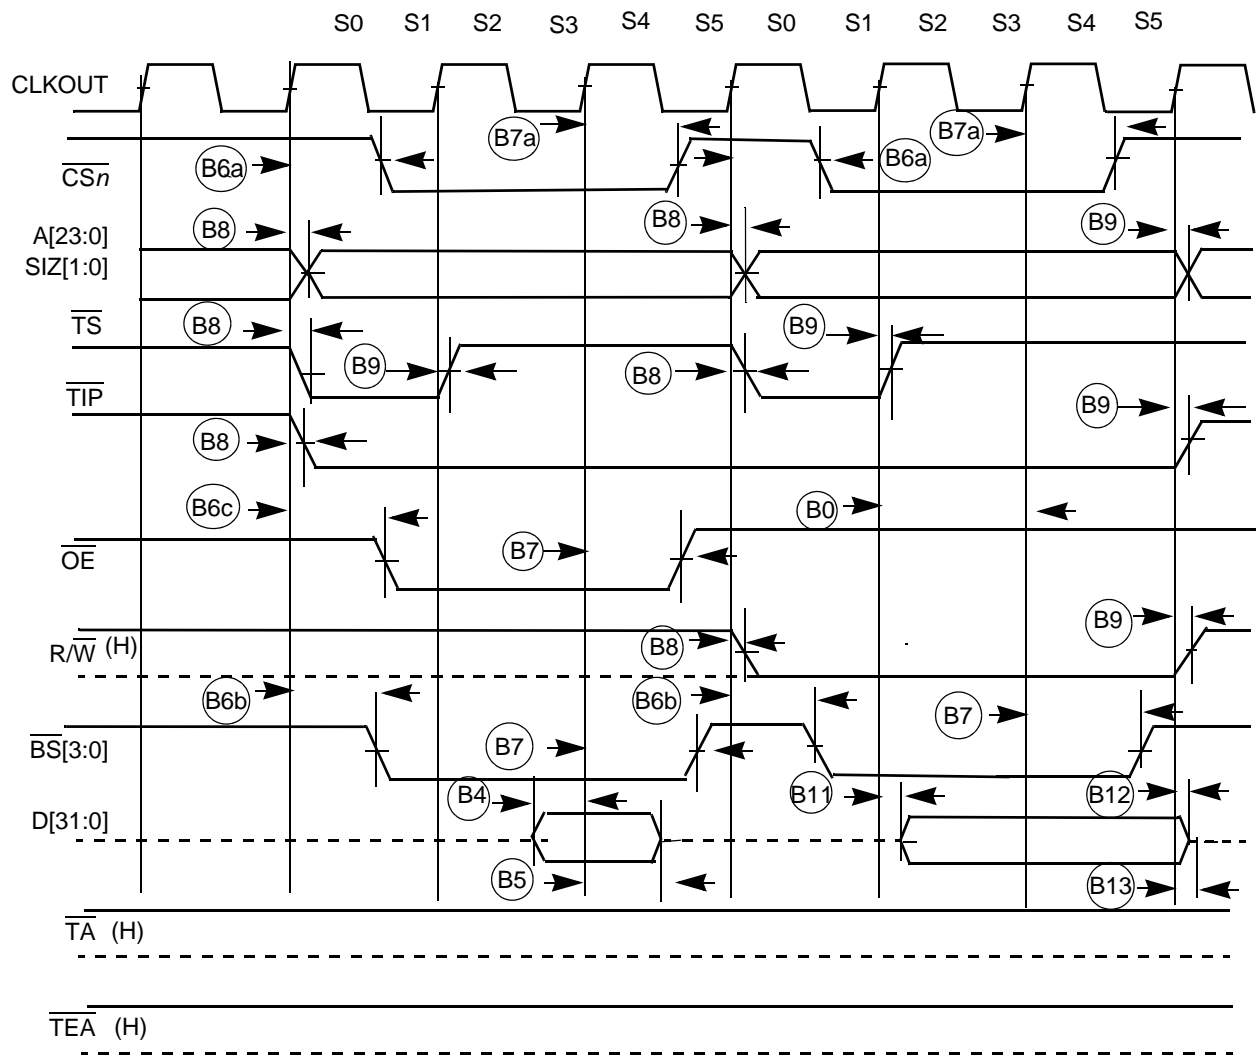 S0 S1 S2 S3 S4 S5 S0 S1 S2 S3 S4 S5
CLKOUT
B7a B7a
B6a B6a
CSn
B8 B8 B9
A[23:0]
SIZ[1:0]
TS B8 B9
B9 B8
TIP B9
B8
B6c B0
OE B7
R/W (H) B8 B9
B6b B6b
B7
BS[3:0] B7
B4 B11 B12
D[31:0]
B5 B13
TA (H)
TEA (H)